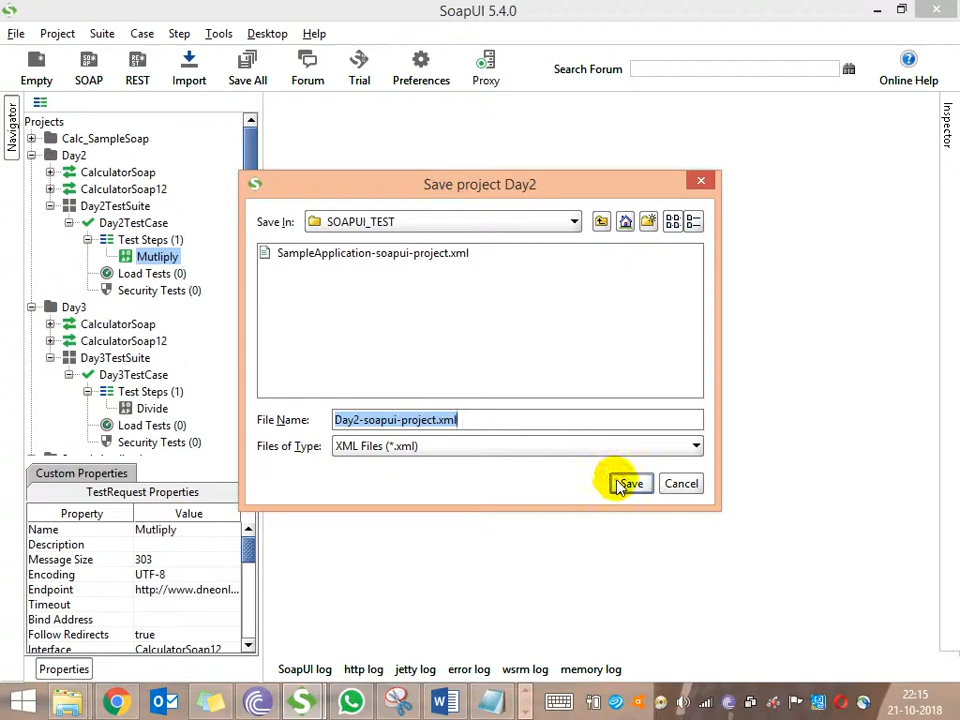 SoapUI 5.4.0
File Project Suite Case Step Tools Desktop Help
Empty SOAP REST Import Save All Forum Trial Preferences Proxy
Search Forum
Online Help
Navigator
Inspector
Projects
Calc_SampleSoap
Day2
CalculatorSoap
CalculatorSoap12
Day2TestSuite
Day2TestCase
Test Steps (1)
Mutliply
Load Tests (0)
Security Tests (0)
Day3
CalculatorSoap
CalculatorSoap12
Day3TestSuite
Day3TestCase
Test Steps (1)
Divide
Load Tests (0)
Security Tests (0)
Save project Day2
Save In: SOAPUI_TEST
SampleApplication-soapui-project.xml
File Name: Day2-soapui-project.xml
Files of Type: XML Files (*.xml)
Save Cancel
Custom Properties
TestRequest Properties
Property Value
Name Mutliply
Description
Message Size 303
Encoding UTF-8
Endpoint http://www.dneonl...
Timeout
Bind Address
Follow Redirects true
Interface CalculatorSoap12
Properties
SoapUI log http log jetty log error log wsrm log memory log
22:15
21-10-2018